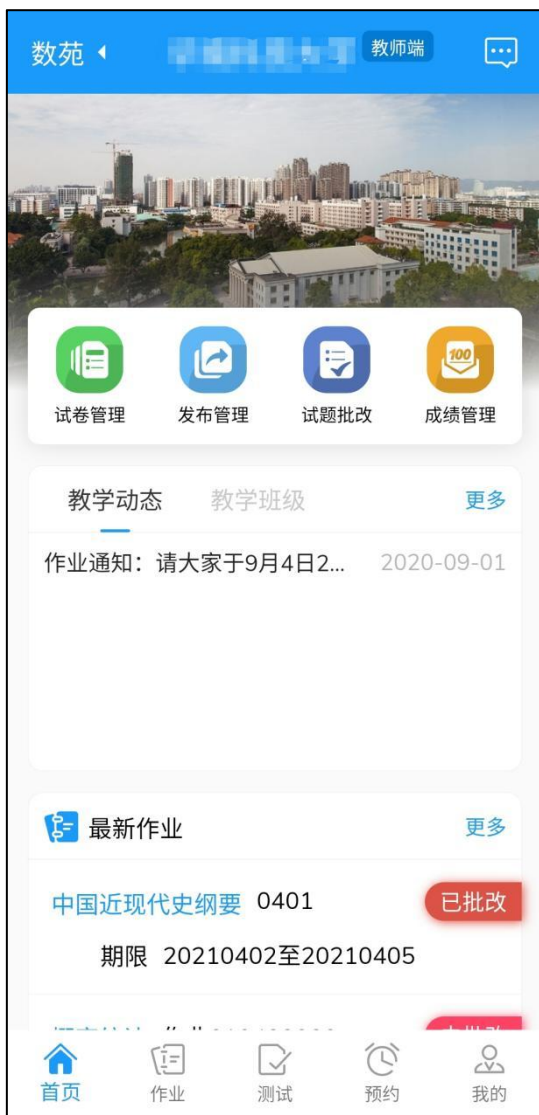 数苑
教师端
试卷管理 发布管理 试题批改 成绩管理
100
教学动态 教学班级 更多
作业通知：请大家于9月4日2... 2020-09-01
最新作业 更多
中国近现代史纲要 0401 已批改
期限 20210402至20210405
首页 作业 测试 预约 我的